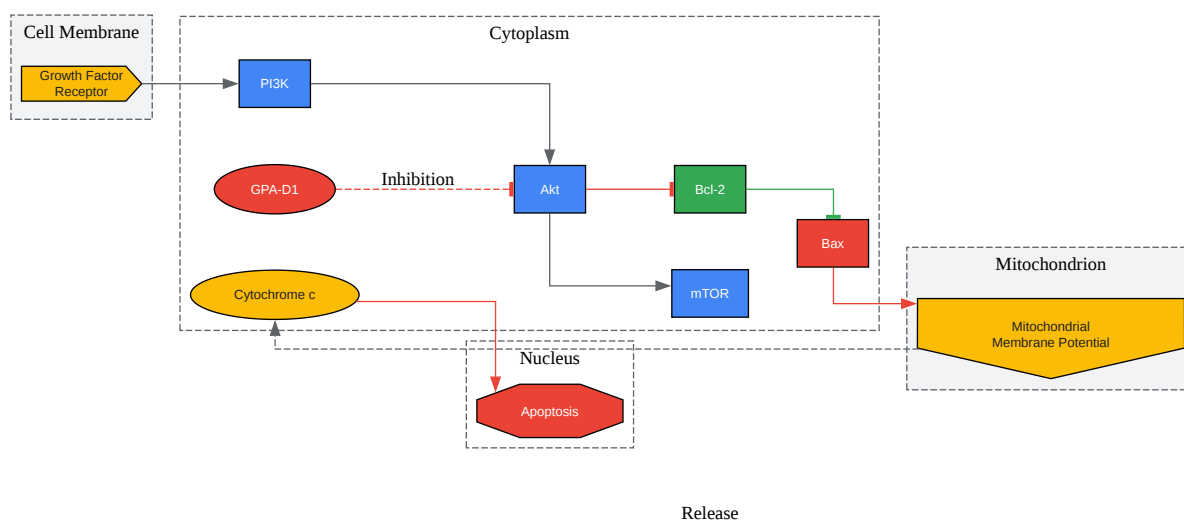 Cell Membrane
Growth Factor
Receptor
Cytoplasm
PI3K
GPA-D1
Inhibition
Akt
Bcl-2
Bax
Cytochrome c
mTOR
Mitochondrion
Mitochondrial
Membrane Potential
Nucleus
Apoptosis
Release